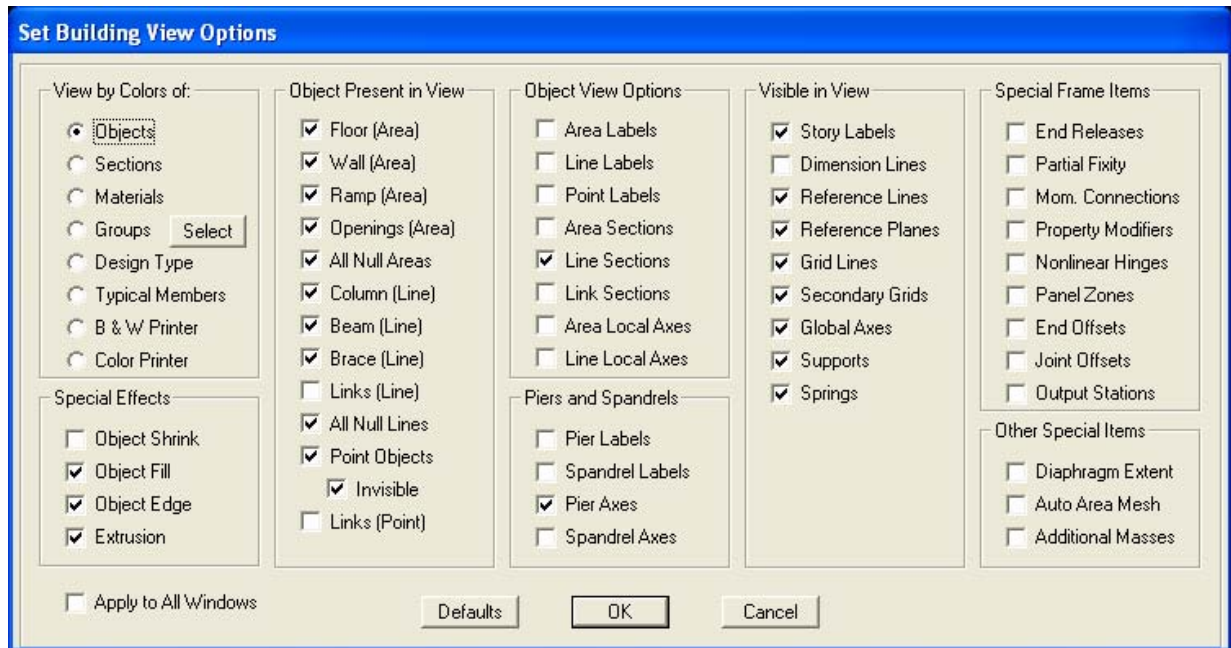 Set Building View Options
View by Colors of:
Objects
Sections
Materials
Groups
Select
Design Type
Typical Members
B & W Printer
Color Printer
Special Effects
Object Shrink
Object Fill
Object Edge
Extrusion
Object Present in View
Floor (Area)
Wall (Area)
Ramp (Area)
Openings (Area)
All Null Areas
Column (Line)
Beam (Line)
Brace (Line)
Links (Line)
All Null Lines
Point Objects
Invisible
Links (Point)
Object View Options
Area Labels
Line Labels
Point Labels
Area Sections
Line Sections
Link Sections
Area Local Axes
Line Local Axes
Piers and Spandrels
Pier Labels
Spandrel Labels
Pier Axes
Spandrel Axes
Visible in View
Story Labels
Dimension Lines
Reference Lines
Reference Planes
Grid Lines
Secondary Grids
Global Axes
Supports
Springs
Special Frame Items
End Releases
Partial Fixity
Mom. Connections
Property Modifiers
Nonlinear Hinges
Panel Zones
End Offsets
Joint Offsets
Output Stations
Other Special Items
Diaphragm Extent
Auto Area Mesh
Additional Masses
Apply to All Windows
Defaults
OK
Cancel